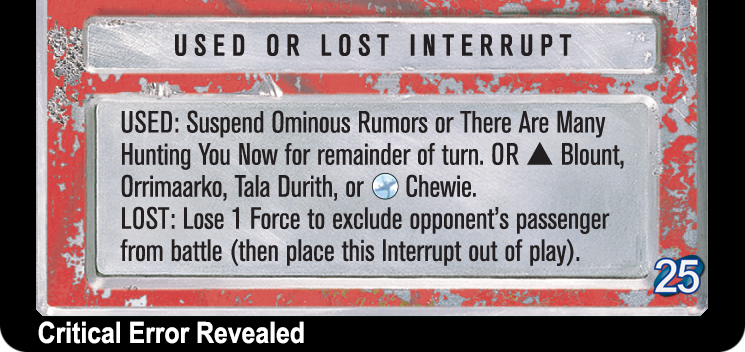 USED OR LOST INTERRUPT
USED: Suspend Ominous Rumors or There Are Many
Hunting You Now for remainder of turn. OR ▲ Blount,
Orrimaarko, Tala Durith, or Chewie.
LOST: Lose 1 Force to exclude opponent's passenger
from battle (then place this Interrupt out of play).
25
Critical Error Revealed